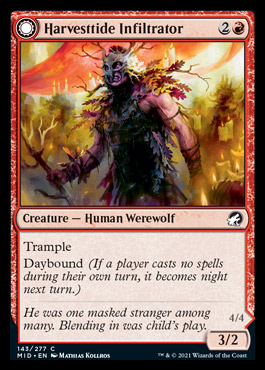 Harvesttide Infiltrator 2
Creature — Human Werewolf
Trample
Daybound (If a player casts no spells
during their own turn, it becomes night
next turn.)
He was one masked stranger among
many. Blending in was child's play.
4/4
3/2
143/277 C
MID • EN MATHIAS KOLLROS
™ & © 2021 Wizards of the Coast